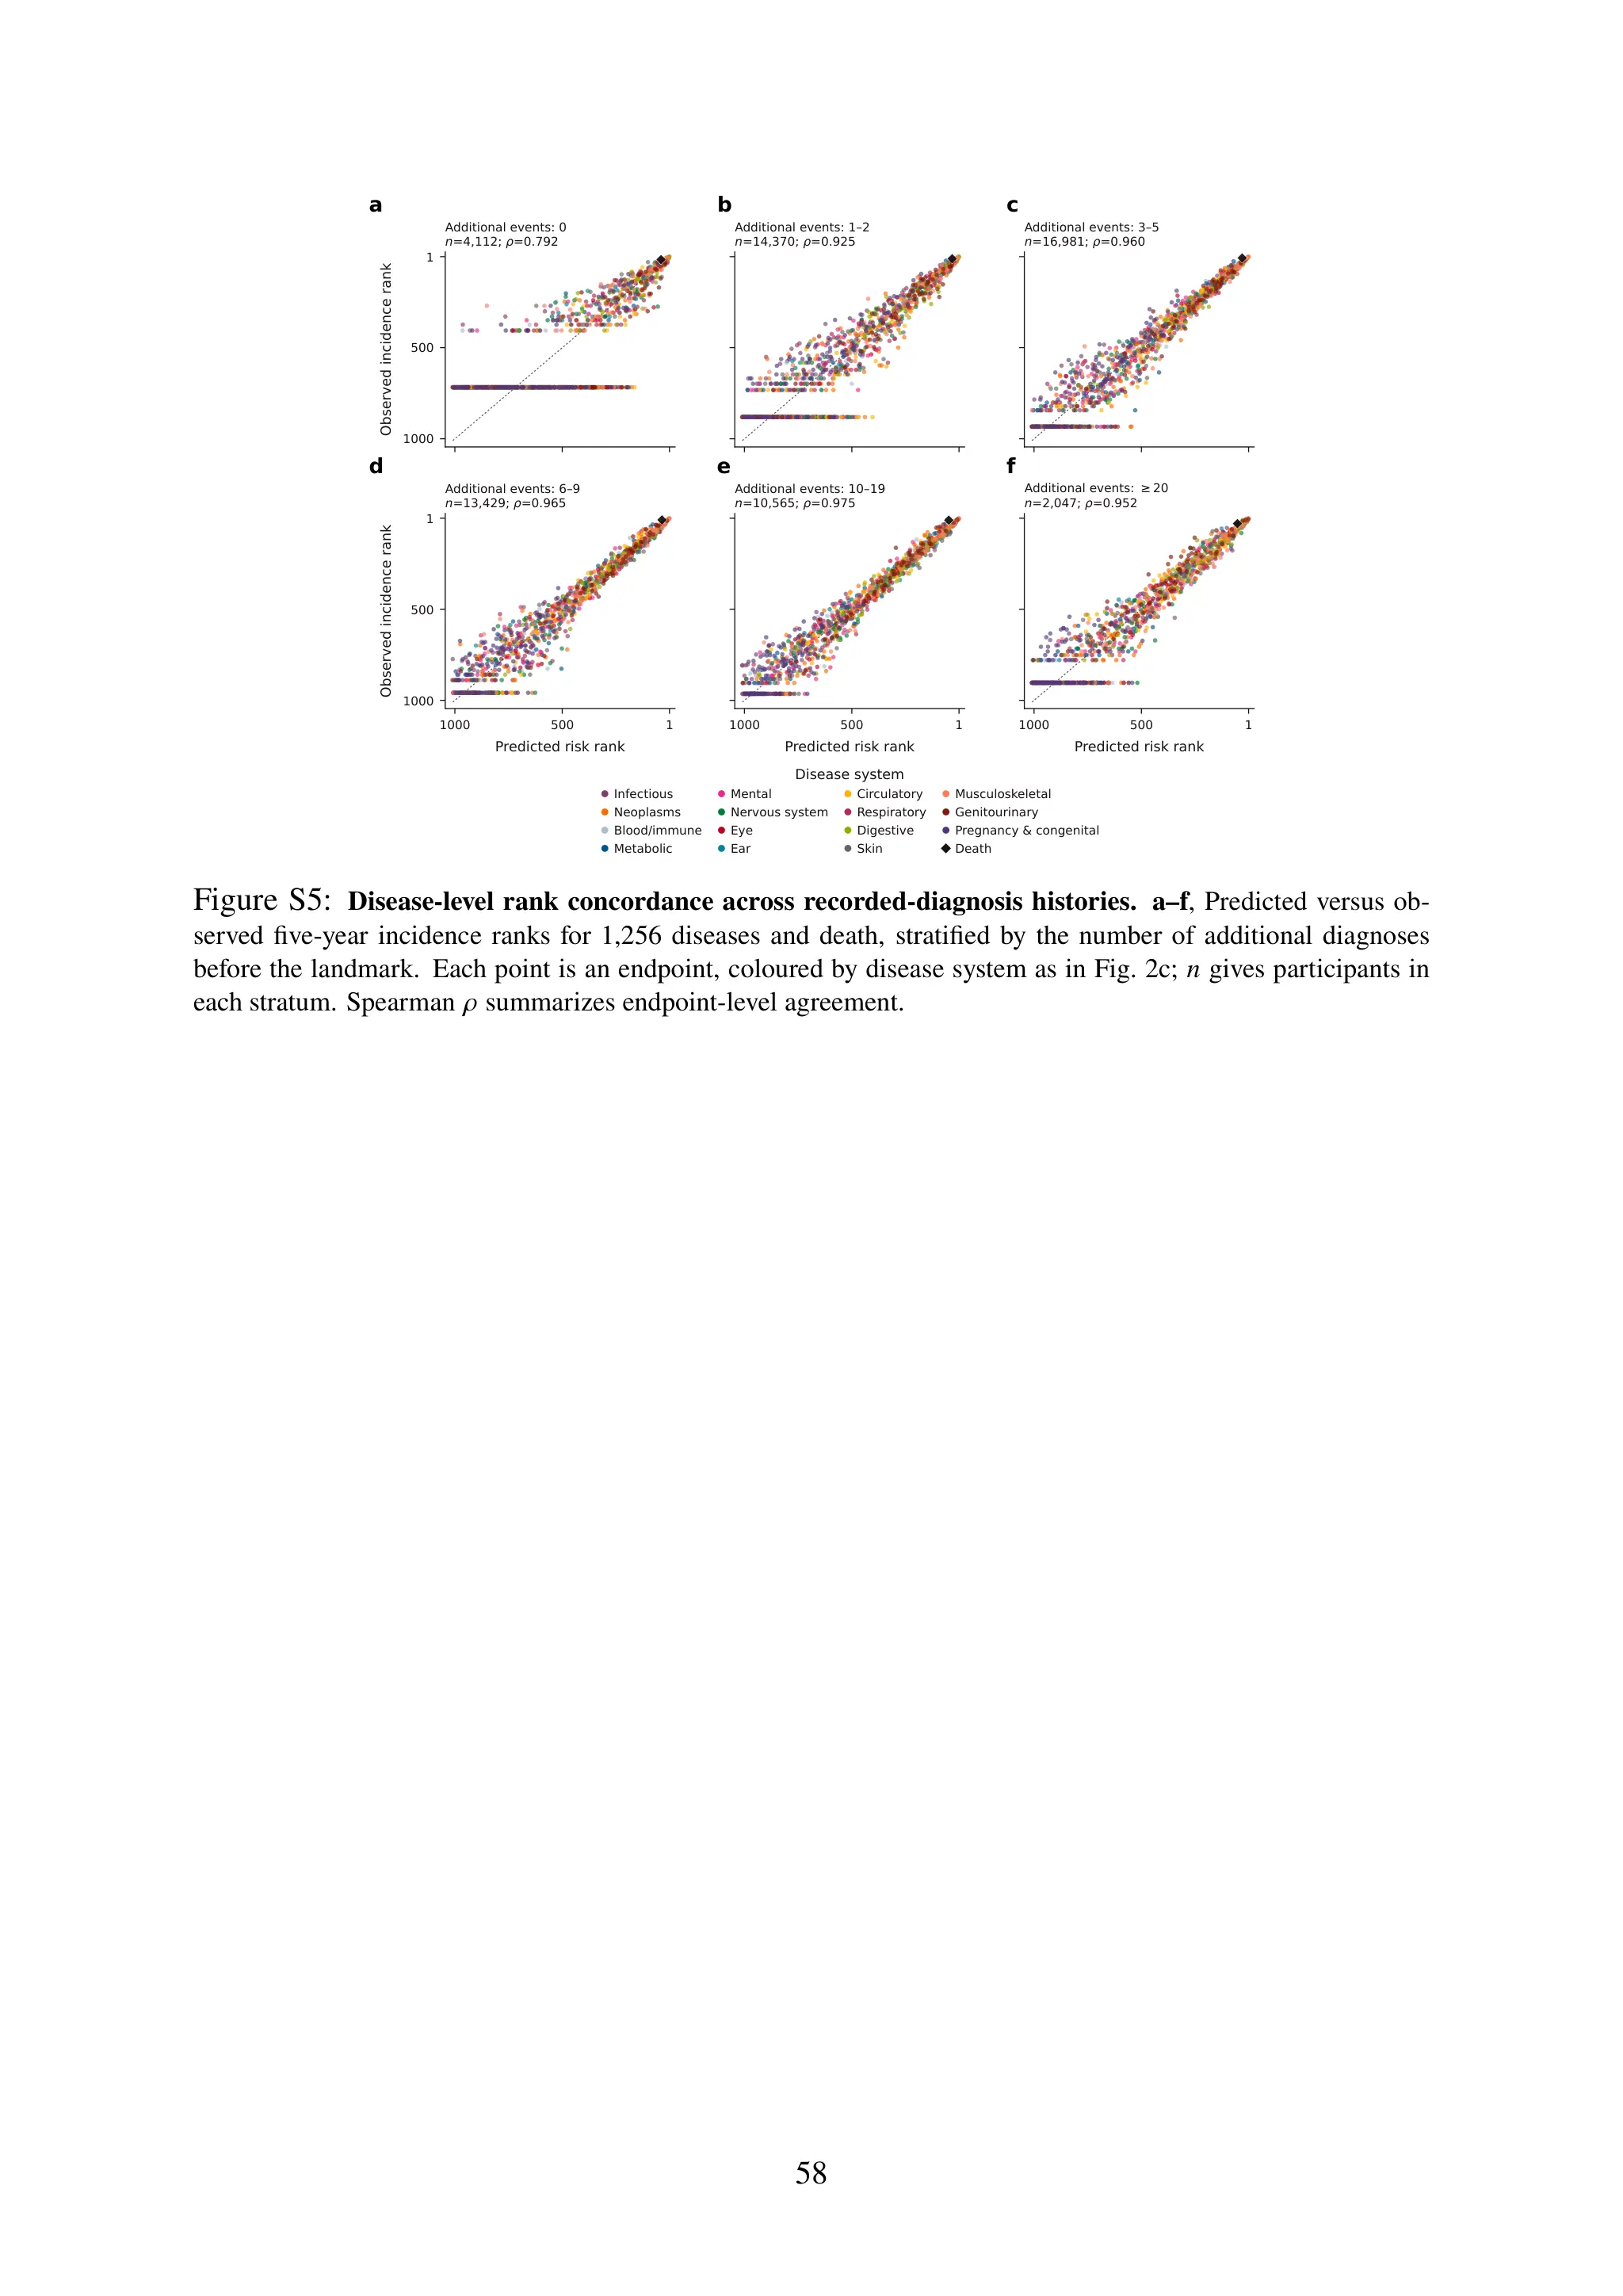 a
Additional events: 0
n=4,112; ρ=0.792
b
Additional events: 1–2
n=14,370; ρ=0.925
c
Additional events: 3–5
n=16,981; ρ=0.960
Observed incidence rank
1
500
1000
d
Additional events: 6–9
n=13,429; ρ=0.965
e
Additional events: 10–19
n=10,565; ρ=0.975
f
Additional events: ≥20
n=2,047; ρ=0.952
Observed incidence rank
1
500
1000
1000 500 1
1000 500 1
1000 500 1
Predicted risk rank
Predicted risk rank
Predicted risk rank
Disease system
Infectious Mental Circulatory Musculoskeletal
Neoplasms Nervous system Respiratory Genitourinary
Blood/immune Eye Digestive Pregnancy & congenital
Metabolic Ear Skin Death
Figure S5: Disease-level rank concordance across recorded-diagnosis histories. a–f, Predicted versus ob-
served five-year incidence ranks for 1,256 diseases and death, stratified by the number of additional diagnoses
before the landmark. Each point is an endpoint, coloured by disease system as in Fig. 2c; n gives participants in
each stratum. Spearman ρ summarizes endpoint-level agreement.
58